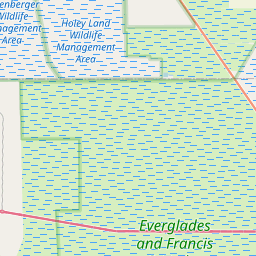 enberger
Wildlife
Management
Area
Holey Land
Wildlife
Management
Area
Everglades
and Francis